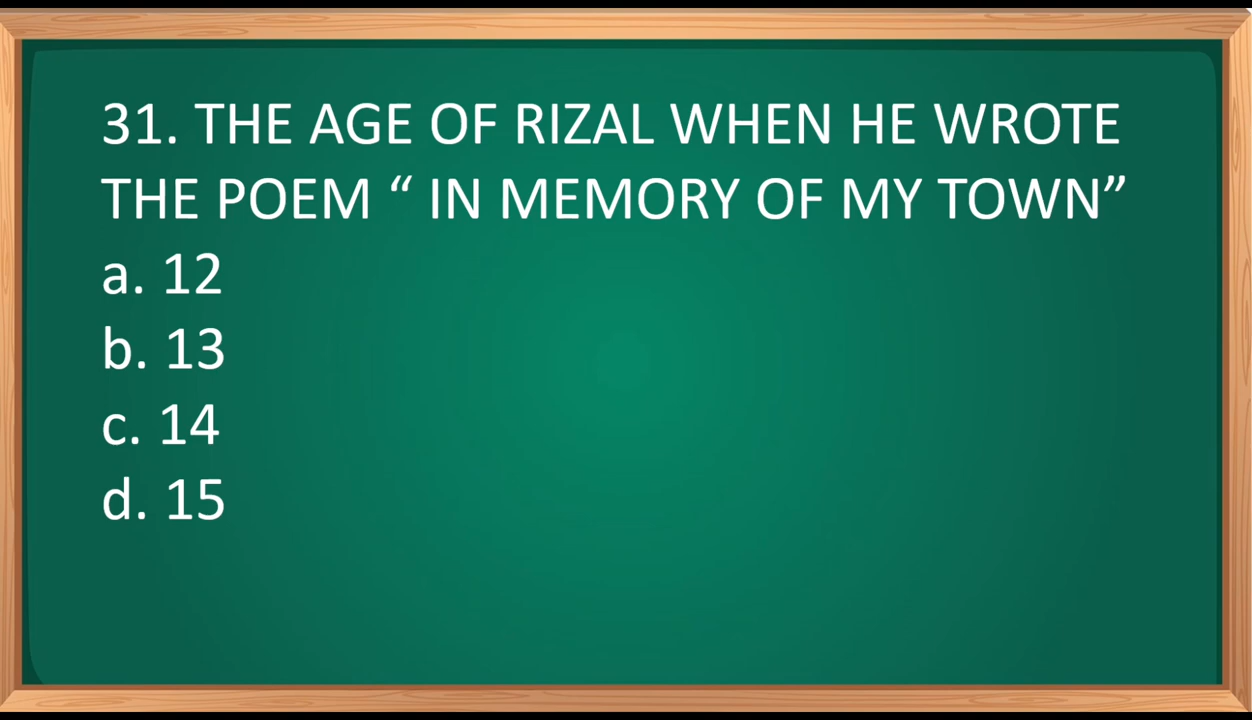 31. THE AGE OF RIZAL WHEN HE WROTE
THE POEM “ IN MEMORY OF MY TOWN”
a. 12
b. 13
c. 14
d. 15